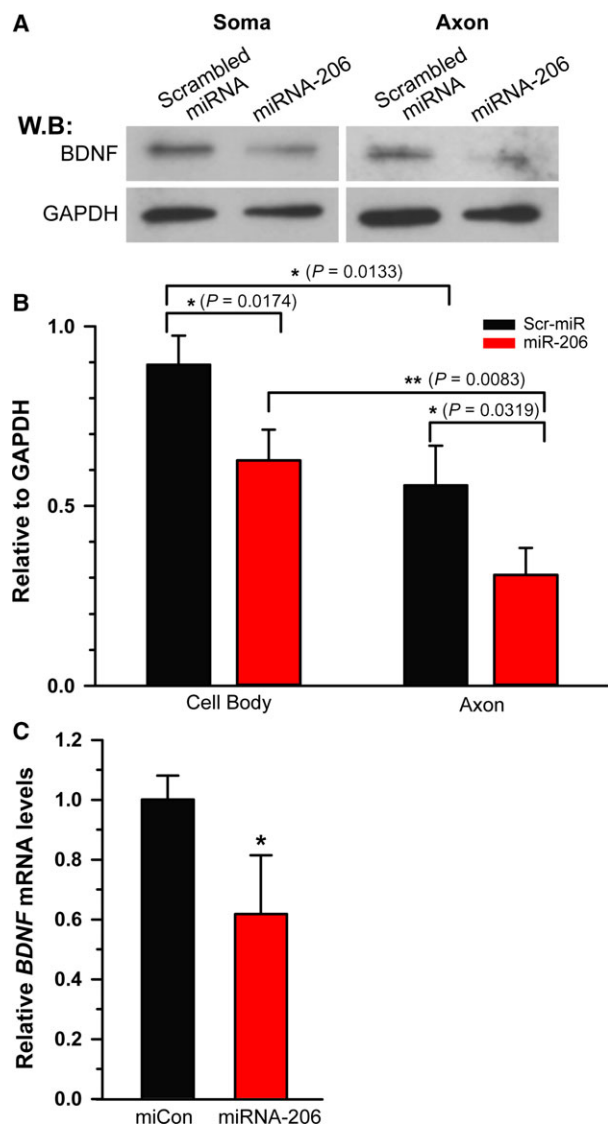 A
Soma
Axon
Scrambled
miRNA
miRNA-206
Scrambled
miRNA
miRNA-206
W.B:
BDNF
GAPDH
B
* (P = 0.0133)
* (P = 0.0174)
Scr-miR
miR-206
** (P = 0.0083)
* (P = 0.0319)
Relative to GAPDH
1.0
0.5
0.0
Cell Body
Axon
C
Relative BDNF mRNA levels
1.2
1.0
0.8
0.6
0.4
0.2
0.0
*
miCon
miRNA-206